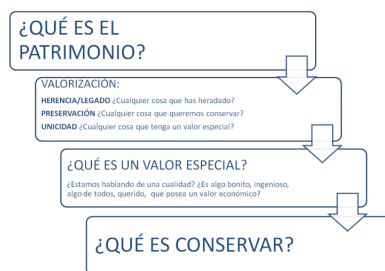 ¿QUÉ ES EL
PATRIMONIO?
VALORIZACIÓN:
HERENCIA/LEGADO ¿Cualquier cosa que has heradado?
PRESERVACIÓN ¿Cualquier cosa que queremos conservar?
UNICIDAD ¿Cualquier cosa que tenga un valor especial?
¿QUÉ ES UN VALOR ESPECIAL?
¿Estamos hablando de una cualidad? ¿Es algo bonito, ingenioso,
algo de todos, querido, que posea un valor económico?
¿QUÉ ES CONSERVAR?